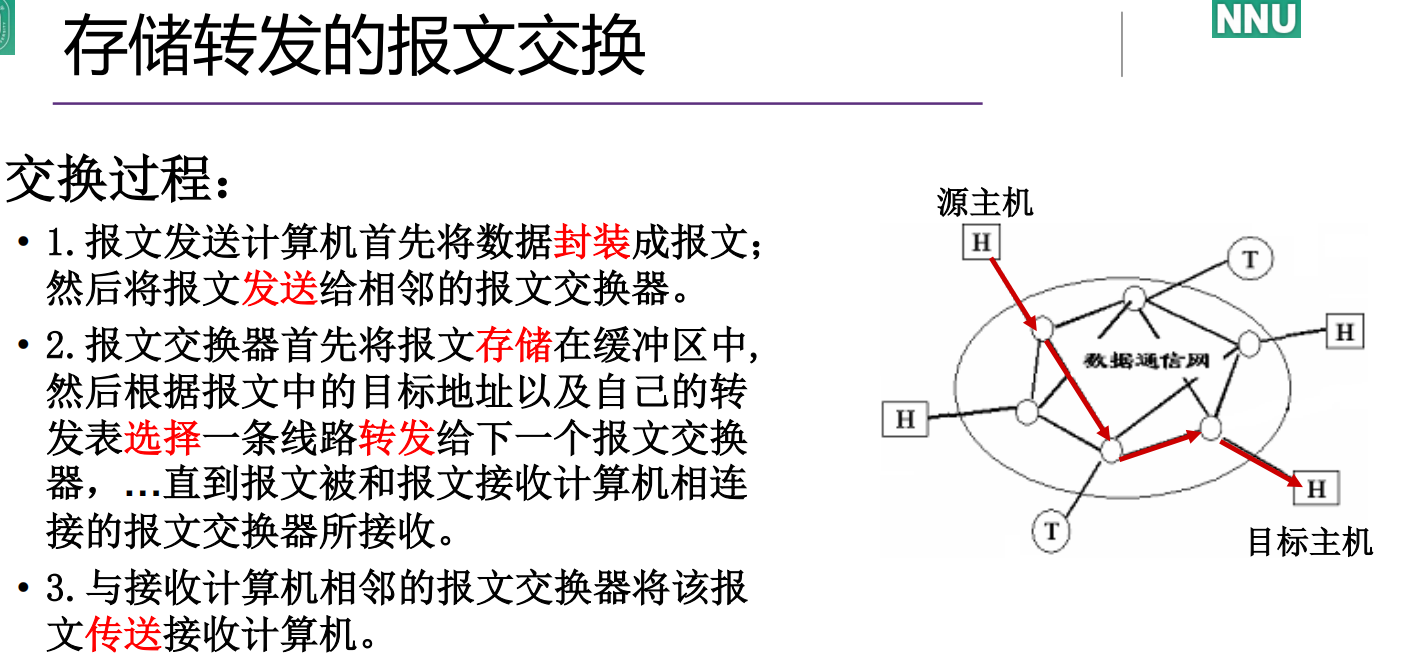 存储转发的报文交换
NNU
交换过程：
• 1.报文发送计算机首先将数据封装成报文；
然后将报文发送给相邻的报文交换器。
• 2.报文交换器首先将报文存储在缓冲区中，
然后根据报文中的目标地址以及自己的转
发表选择一条线路转发给下一个报文交换
器，…直到报文被和报文接收计算机相连
接的报文交换器所接收。
• 3.与接收计算机相邻的报文交换器将该报
文传送接收计算机。
源主机
H
T
H
数据通信网
H
H
T
目标主机